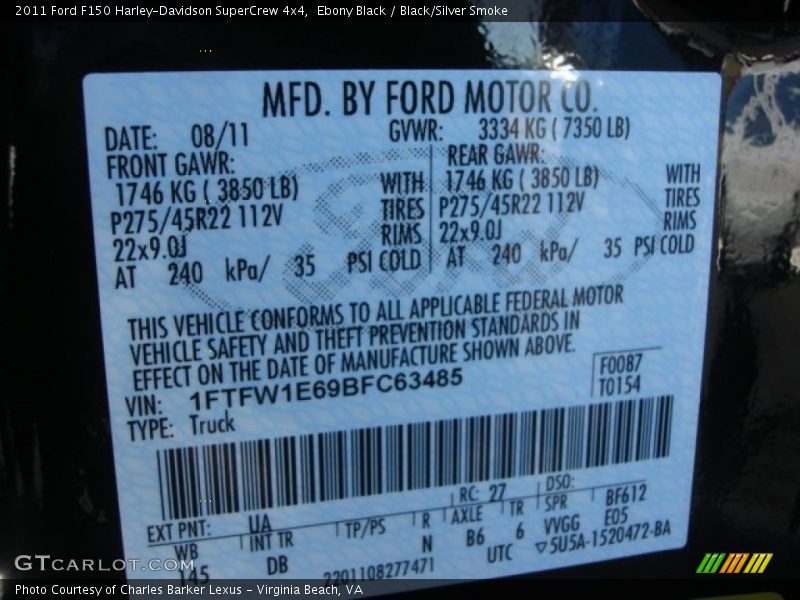 2011 Ford F150 Harley-Davidson SuperCrew 4x4, Ebony Black / Black/Silver Smoke
MFD. BY FORD MOTOR CO.
DATE: 08/11 GVWR: 3334 KG ( 7350 LB)
FRONT GAWR: REAR GAWR:
1746 KG ( 3850 LB) WITH 1746 KG ( 3850 LB) WITH
P275/45R22 112V TIRES P275/45R22 112V TIRES
22x9.0J RIMS 22x9.0J RIMS
AT 240 kPa/ 35 PSI COLD AT 240 kPa/ 35 PSI COLD
THIS VEHICLE CONFORMS TO ALL APPLICABLE FEDERAL MOTOR
VEHICLE SAFETY AND THEFT PREVENTION STANDARDS IN
EFFECT ON THE DATE OF MANUFACTURE SHOWN ABOVE.
VIN: 1FTFW1E69BFC63485
TYPE: Truck
F0087
T0154
EXT PNT: UA RC: 27 DSO:
WB INT TR TP/PS R AXLE TR SPR BF612
145 DB N B6 6 VVGG E05
2201108277471 UTC ▽5U5A-1520472-BA
GTCARLOT.COM
Photo Courtesy of Charles Barker Lexus - Virginia Beach, VA